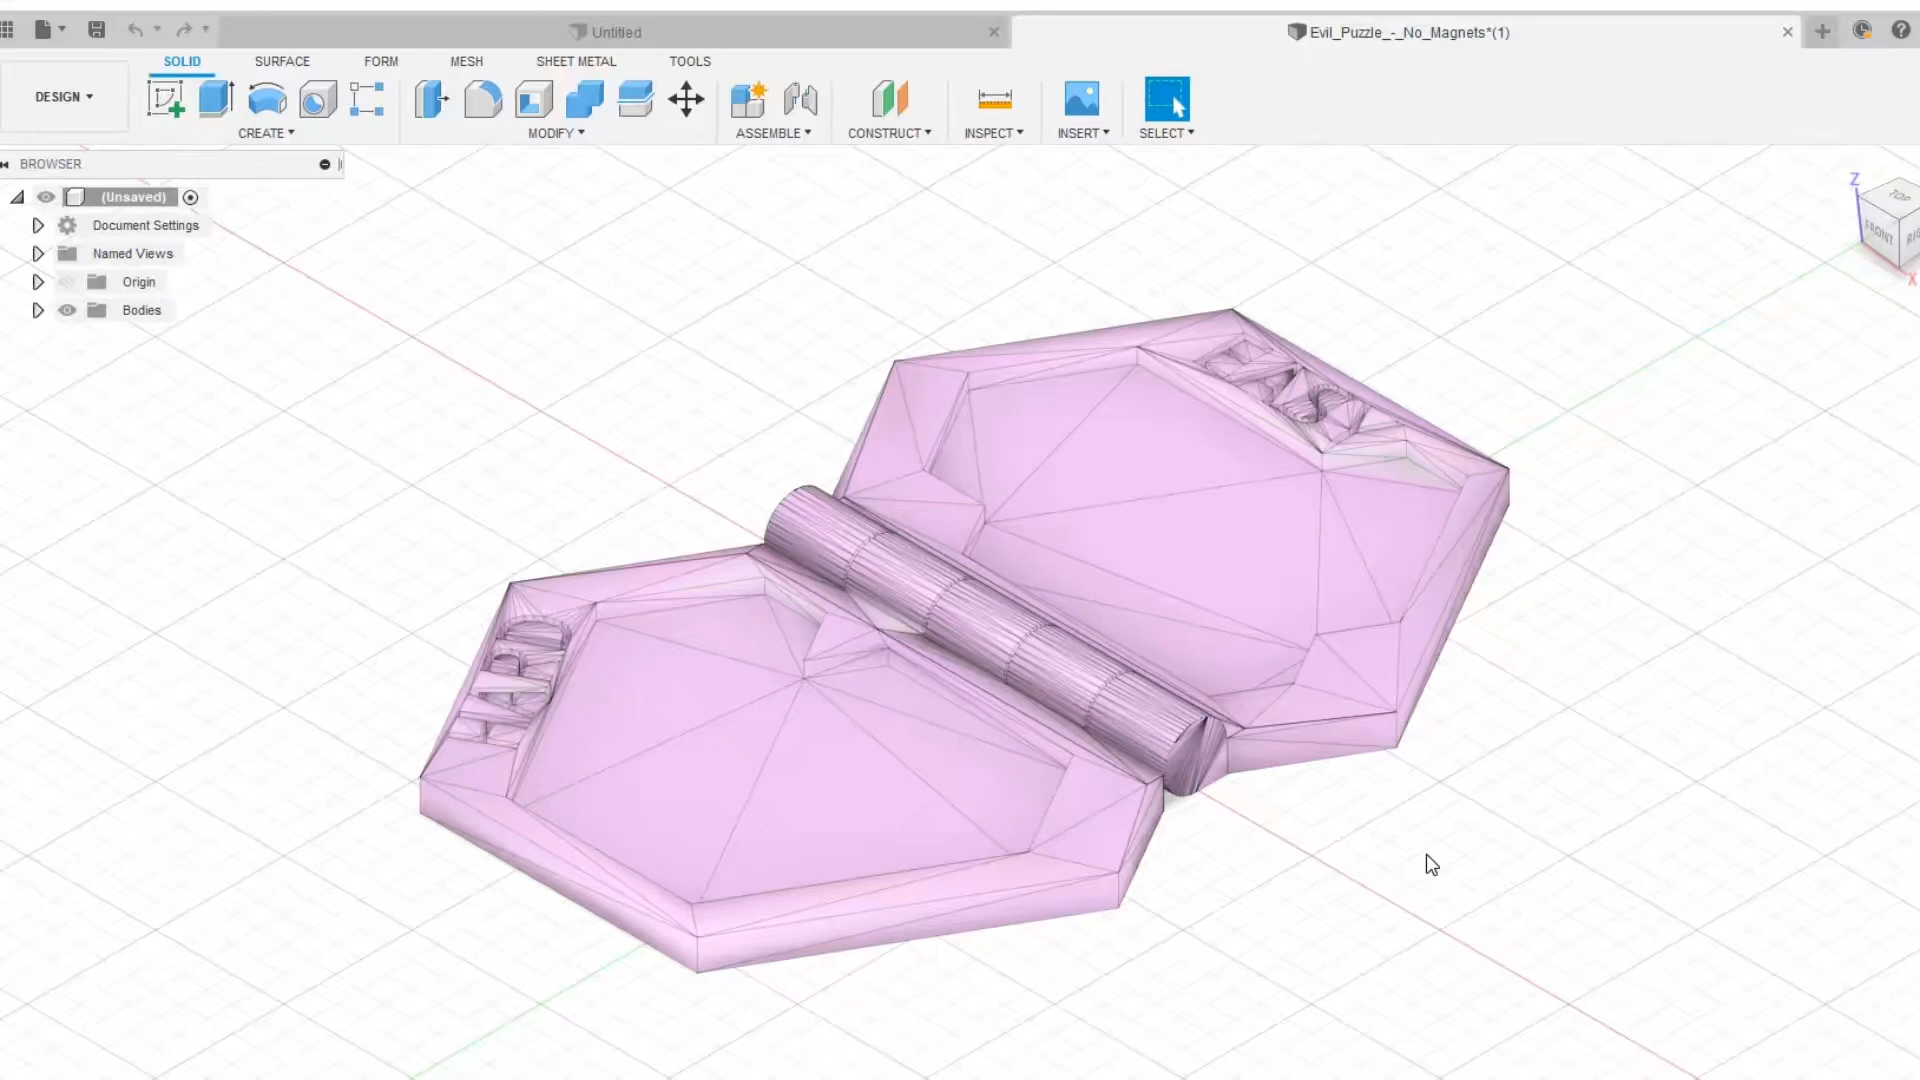 Untitled
Evil_Puzzle_-_No_Magnets*(1)
SOLID
SURFACE
FORM
MESH
SHEET METAL
TOOLS
DESIGN
CREATE
MODIFY
ASSEMBLE
CONSTRUCT
INSPECT
INSERT
SELECT
BROWSER
(Unsaved)
Document Settings
Named Views
Origin
Bodies
Z
TOP
FRONT
X